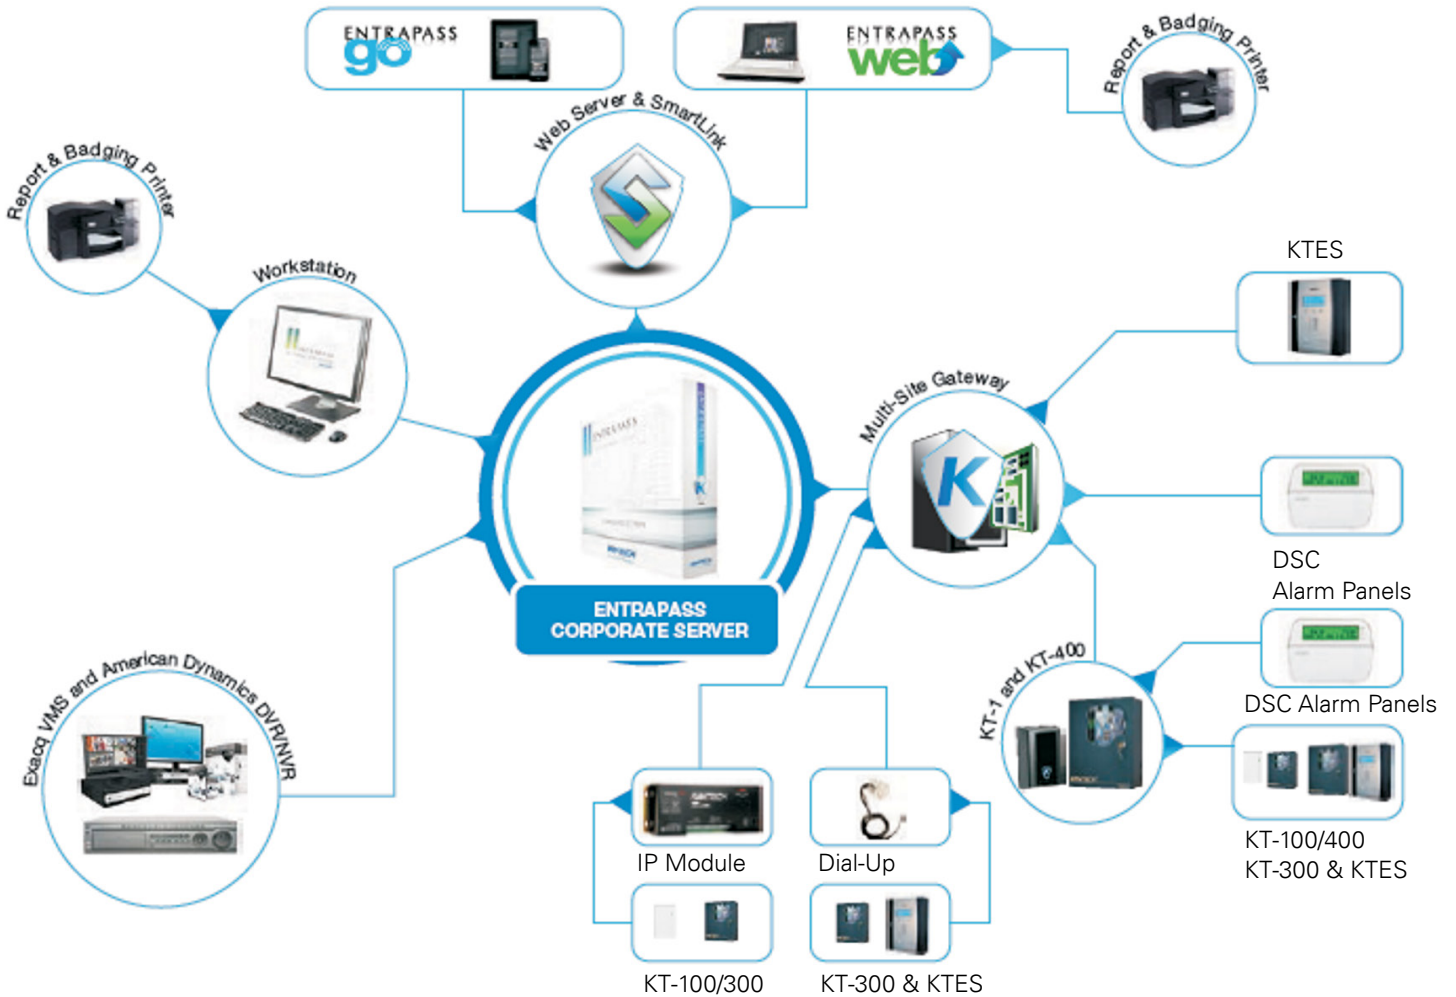 ENTRAPASS
go
ENTRAPASS
web
Report & Badging Printer
Web Server & SmartLink
Report & Badging Printer
Workstation
KTES
Multi-Site Gateway
ENTRAPASS
K
K
DSC
Alarm Panels
ENTRAPASS
CORPORATE SERVER
Exacq VMS and American Dynamics DVR/NVR
KT-1 and KT-400
DSC Alarm Panels
IP Module
Dial-Up
KT-100/400
KT-300 & KTES
KT-100/300
KT-300 & KTES